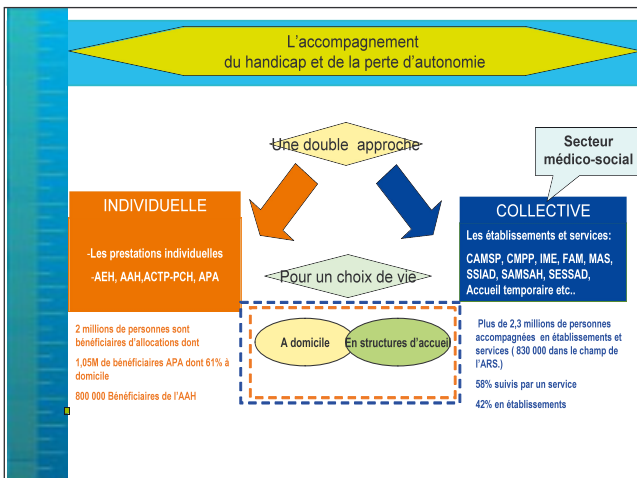 L’accompagnement
du handicap et de la perte d’autonomie
Une double approche
Secteur
médico-social
INDIVIDUELLE
-Les prestations individuelles
-AEH, AAH,ACTP-PCH, APA
COLLECTIVE
Les établissements et services:
CAMSP, CMPP, IME, FAM, MAS,
SSIAD, SAMSAH, SESSAD,
Accueil temporaire etc..
Pour un choix de vie
A domicile
En structures d’accueil
2 millions de personnes sont
bénéficiaires d’allocations dont
1,05M de bénéficiaires APA dont 61% à
domicile
800 000 Bénéficiaires de l’AAH
Plus de 2,3 millions de personnes
accompagnées en établissements et
services ( 830 000 dans le champ de
l’ARS.)
58% suivis par un service
42% en établissements